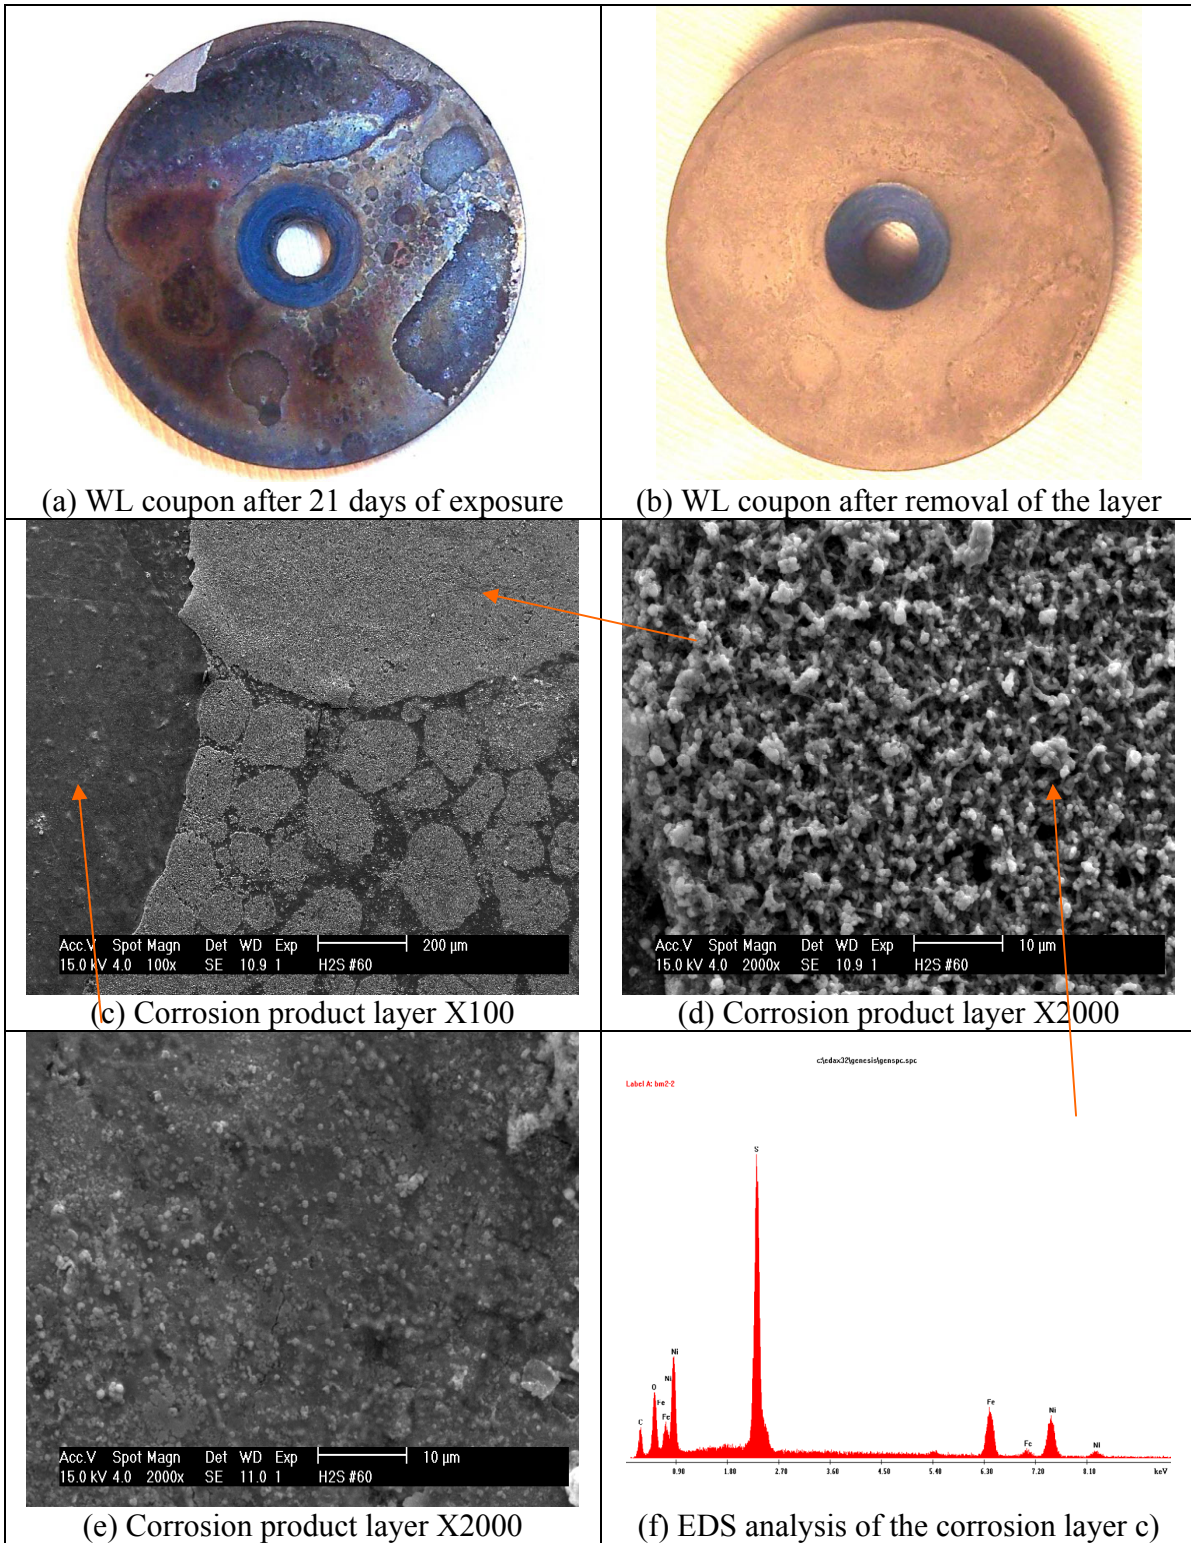 (a) WL coupon after 21 days of exposure
(b) WL coupon after removal of the layer
Acc.V Spot Magn Det WD Exp 200 µm
15.0 kV 4.0 100x SE 10.9 1 H2S #60
(c) Corrosion product layer X100
Acc.V Spot Magn Det WD Exp 10 µm
15.0 kV 4.0 2000x SE 10.9 1 H2S #60
(d) Corrosion product layer X2000
Acc.V Spot Magn Det WD Exp 10 µm
15.0 kV 4.0 2000x SE 11.0 1 H2S #60
(e) Corrosion product layer X2000
c:\edax32\genesis\genspc.spc
Label A: bm2-2
S
Ni
Ni
O
Fe
Fe
C
Fe
Ni
Fe
Ni
0.90 1.80 2.70 3.60 4.50 5.40 6.30 7.20 8.10 keV
(f) EDS analysis of the corrosion layer c)